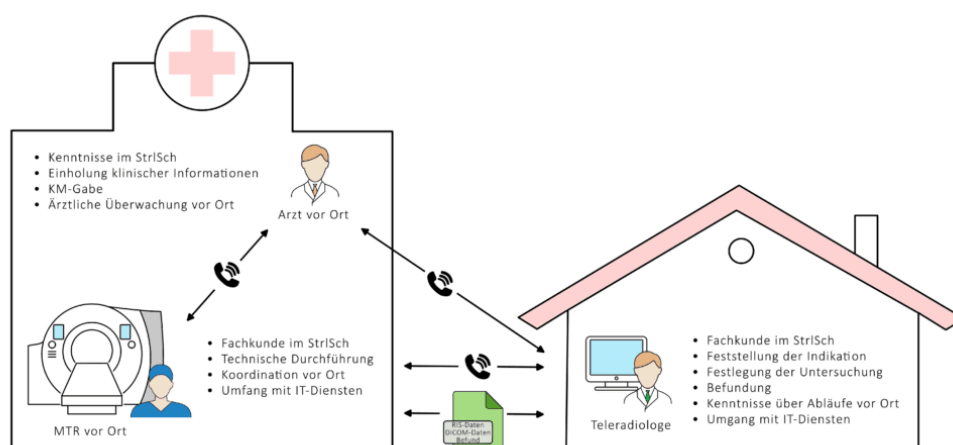 • Kenntnisse im StrlSch
• Einholung klinischer Informationen
• KM-Gabe
• Ärztliche Überwachung vor Ort
Arzt vor Ort
• Fachkunde im StrlSch
• Technische Durchführung
• Koordination vor Ort
• Umfang mit IT-Diensten
MTR vor Ort
RIS-Daten
DICOM-Daten
Befund
• Fachkunde im StrlSch
• Feststellung der Indikation
• Festlegung der Untersuchung
• Befundung
• Kenntnisse über Abläufe vor Ort
• Umgang mit IT-Diensten
Teleradiologe